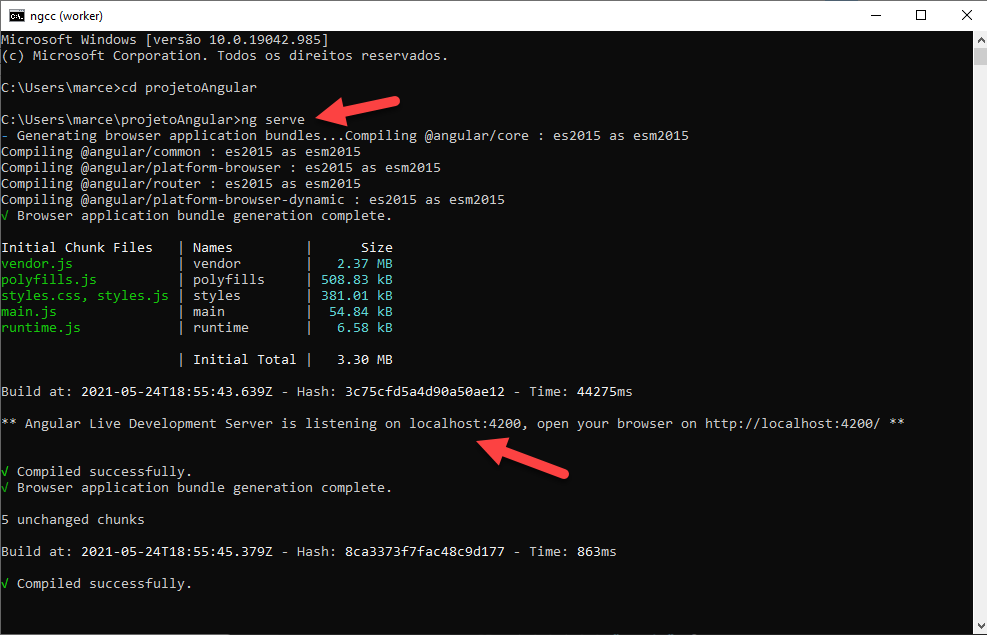 ngcc (worker)
Microsoft Windows [versão 10.0.19042.985]
(c) Microsoft Corporation. Todos os direitos reservados.
C:\Users\marce>cd projetoAngular
C:\Users\marce\projetoAngular>ng serve
- Generating browser application bundles...Compiling @angular/core : es2015 as esm2015
Compiling @angular/common : es2015 as esm2015
Compiling @angular/platform-browser : es2015 as esm2015
Compiling @angular/router : es2015 as esm2015
Compiling @angular/platform-browser-dynamic : es2015 as esm2015
√ Browser application bundle generation complete.
Initial Chunk Files | Names | Size
vendor.js | vendor | 2.37 MB
polyfills.js | polyfills | 508.83 kB
styles.css, styles.js | styles | 381.01 kB
main.js | main | 54.84 kB
runtime.js | runtime | 6.58 kB
| Initial Total | 3.30 MB
Build at: 2021-05-24T18:55:43.639Z - Hash: 3c75cfd5a4d90a50ae12 - Time: 44275ms
** Angular Live Development Server is listening on localhost:4200, open your browser on http://localhost:4200/ **
√ Compiled successfully.
√ Browser application bundle generation complete.
5 unchanged chunks
Build at: 2021-05-24T18:55:45.379Z - Hash: 8ca3373f7fac48c9d177 - Time: 863ms
√ Compiled successfully.